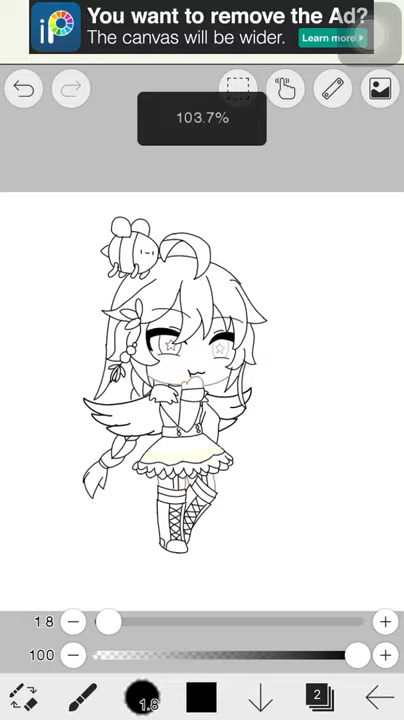 iP
You want to remove the Ad?
The canvas will be wider.
Learn more
103.7%
1.8
100
1.8
2